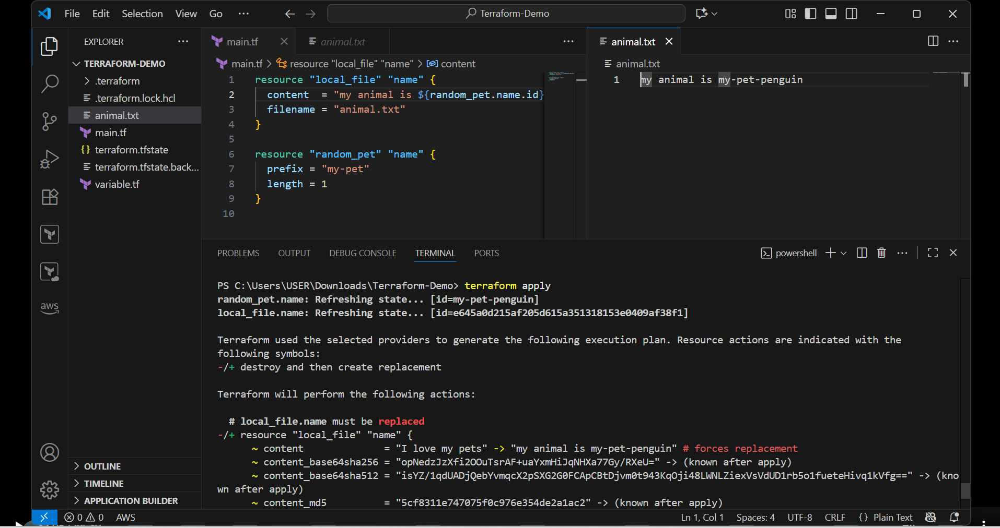 File Edit Selection View Go ··· Terraform-Demo
EXPLORER ···
TERRAFORM-DEMO
.terraform
.terraform.lock.hcl
animal.txt
main.tf
terraform.tfstate
terraform.tfstate.back...
variable.tf
OUTLINE
TIMELINE
APPLICATION BUILDER
aws
main.tf animal.txt ···
main.tf > resource "local_file" "name" > content
1 resource "local_file" "name" {
2 content = "my animal is ${random_pet.name.id}
3 filename = "animal.txt"
4 }
5
6 resource "random_pet" "name" {
7 prefix = "my-pet"
8 length = 1
9 }
10
animal.txt ···
animal.txt
1 my animal is my-pet-penguin
PROBLEMS OUTPUT DEBUG CONSOLE TERMINAL PORTS powershell ···
PS C:\Users\USER\Downloads\Terraform-Demo> terraform apply
random_pet.name: Refreshing state... [id=my-pet-penguin]
local_file.name: Refreshing state... [id=e645a0d215af205d615a351318153e0409af38f1]
Terraform used the selected providers to generate the following execution plan. Resource actions are indicated with the
following symbols:
-/+ destroy and then create replacement
Terraform will perform the following actions:
# local_file.name must be replaced
-/+ resource "local_file" "name" {
~ content = "I love my pets" -> "my animal is my-pet-penguin" # forces replacement
~ content_base64sha256 = "opNedzJzXfi2OOuTsrAF+uaYxmHiJqNHXa77Gy/RXeU=" -> (known after apply)
~ content_base64sha512 = "isYZ/1qdUADjQebYvmqcX2pSXG2G0FCApCBtDjvm0t943KqOji48LWNLZiexVsVdUD1rb5o1fueteHivq1kVfg==" -> (kno
wn after apply)
~ content_md5 = "5cf8311e747075f0c976e354de2a1ac2" -> (known after apply)
0 0 AWS Ln 1, Col 1 Spaces: 4 UTF-8 CRLF {} Plain Text